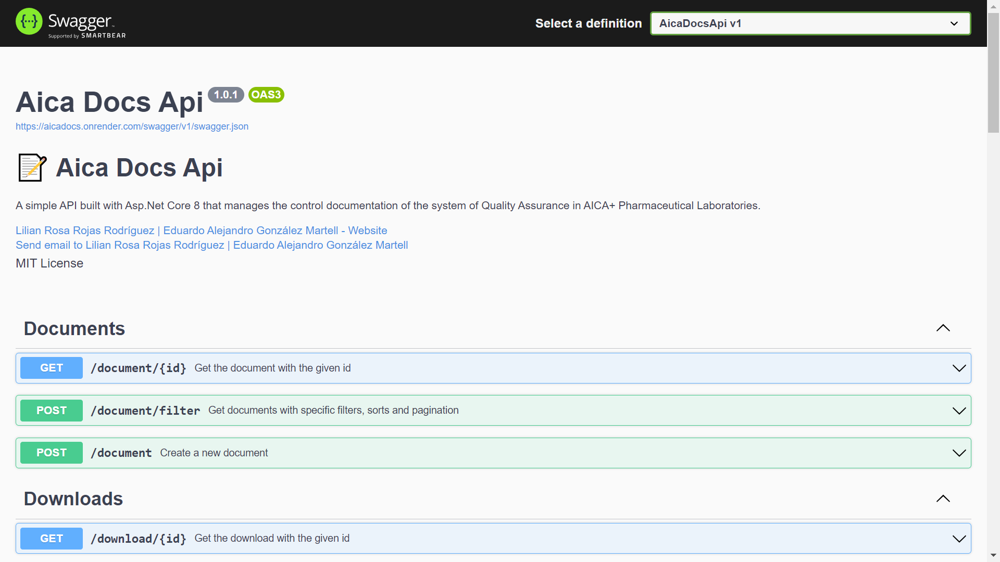 Swagger™
Supported by SMARTBEAR
Select a definition
AicaDocsApi v1
Aica Docs Api 1.0.1 OAS3
https://aicadocs.onrender.com/swagger/v1/swagger.json
Aica Docs Api
A simple API built with Asp.Net Core 8 that manages the control documentation of the system of Quality Assurance in AICA+ Pharmaceutical Laboratories.
Lilian Rosa Rojas Rodríguez | Eduardo Alejandro González Martell - Website
Send email to Lilian Rosa Rojas Rodríguez | Eduardo Alejandro González Martell
MIT License
Documents
GET /document/{id} Get the document with the given id
POST /document/filter Get documents with specific filters, sorts and pagination
POST /document Create a new document
Downloads
GET /download/{id} Get the download with the given id